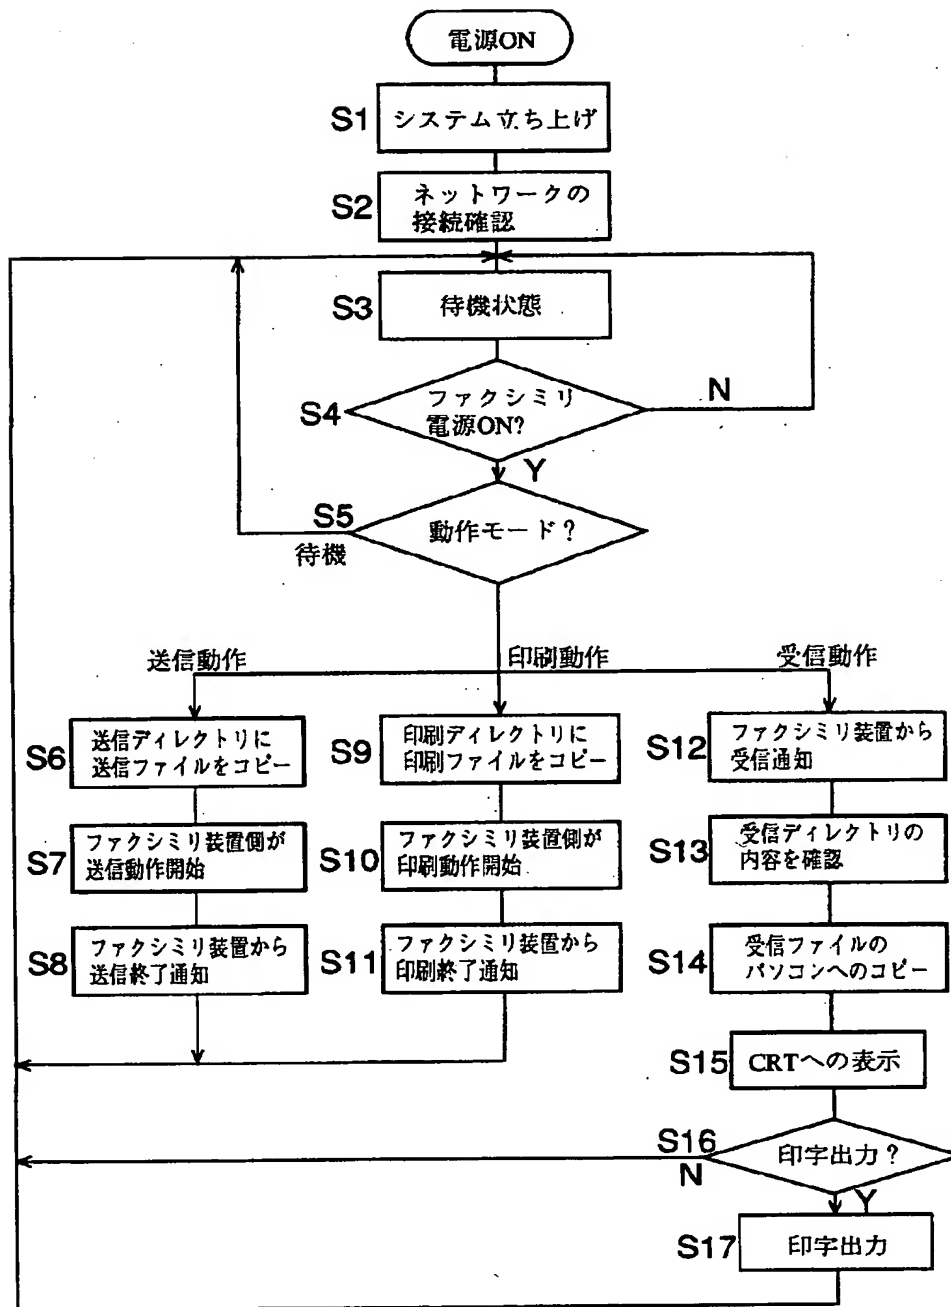 電源ON
S1
システム立ち上げ
S2
ネットワークの
接続確認
S3
待機状態
S4
ファクシミリ
電源ON?
N
Y
S5
動作モード?
待機
送信動作
印刷動作
受信動作
S6
送信ディレクトリに
送信ファイルをコピー
S9
印刷ディレクトリに
印刷ファイルをコピー
S12
ファクシミリ装置から
受信通知
S7
ファクシミリ装置側が
送信動作開始
S10
ファクシミリ装置側が
印刷動作開始
S13
受信ディレクトリの
内容を確認
S8
ファクシミリ装置から
送信終了通知
S11
ファクシミリ装置から
印刷終了通知
S14
受信ファイルの
パソコンへのコピー
S15
CRTへの表示
S16
印字出力?
N
Y
S17
印字出力